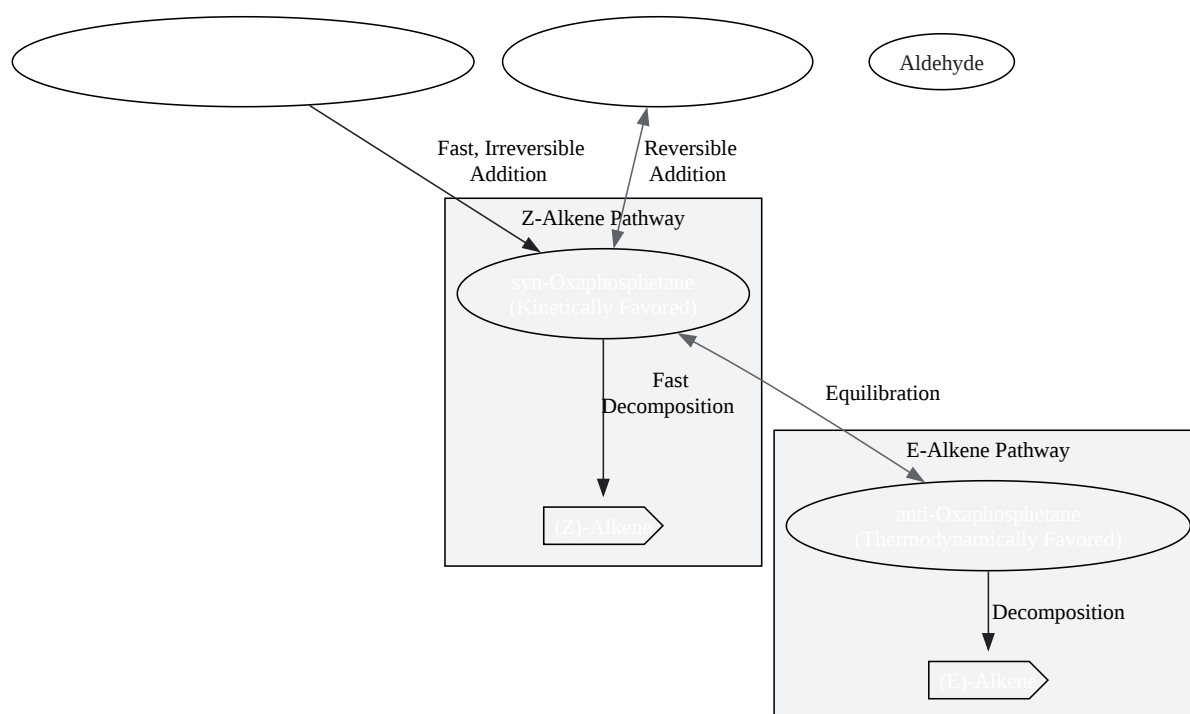 Aldehyde
Fast, Irreversible
Addition
Reversible
Addition
Z-Alkene Pathway
syn-Oxaphosphetane
(Kinetically Favored)
Fast
Decomposition
Equilibration
(Z)-Alkene
E-Alkene Pathway
anti-Oxaphosphetane
(Thermodynamically Favored)
Decomposition
(E)-Alkene